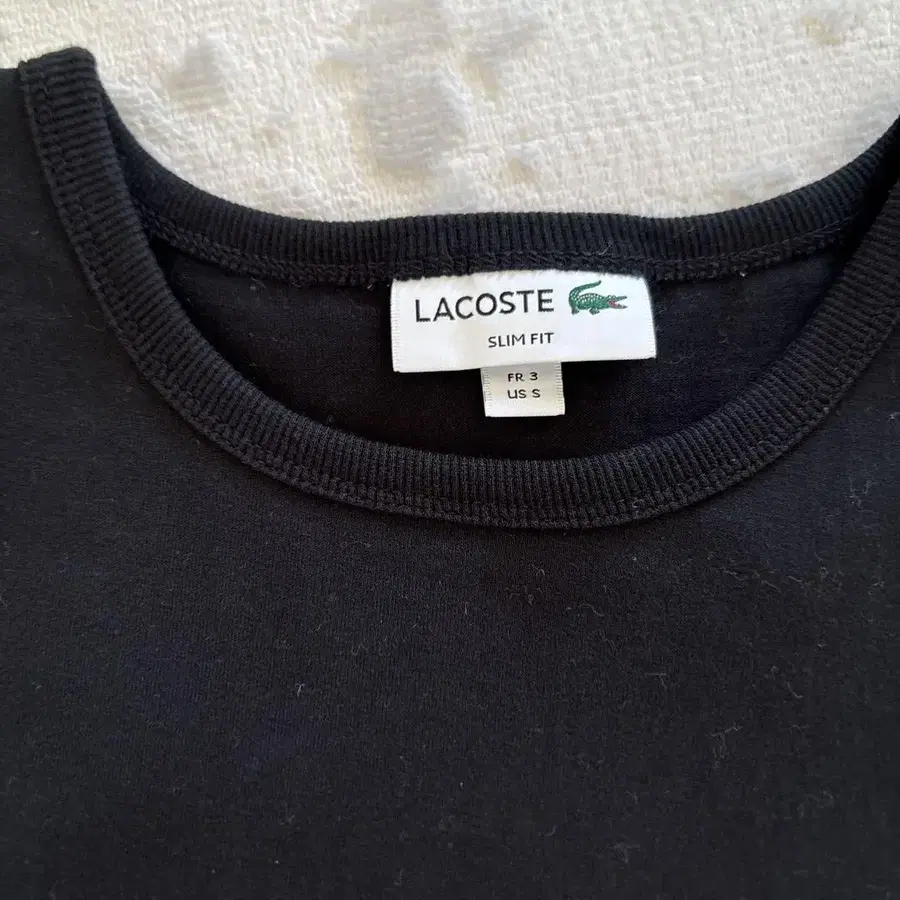 LACOSTE
SLIM FIT
FR 3
US S